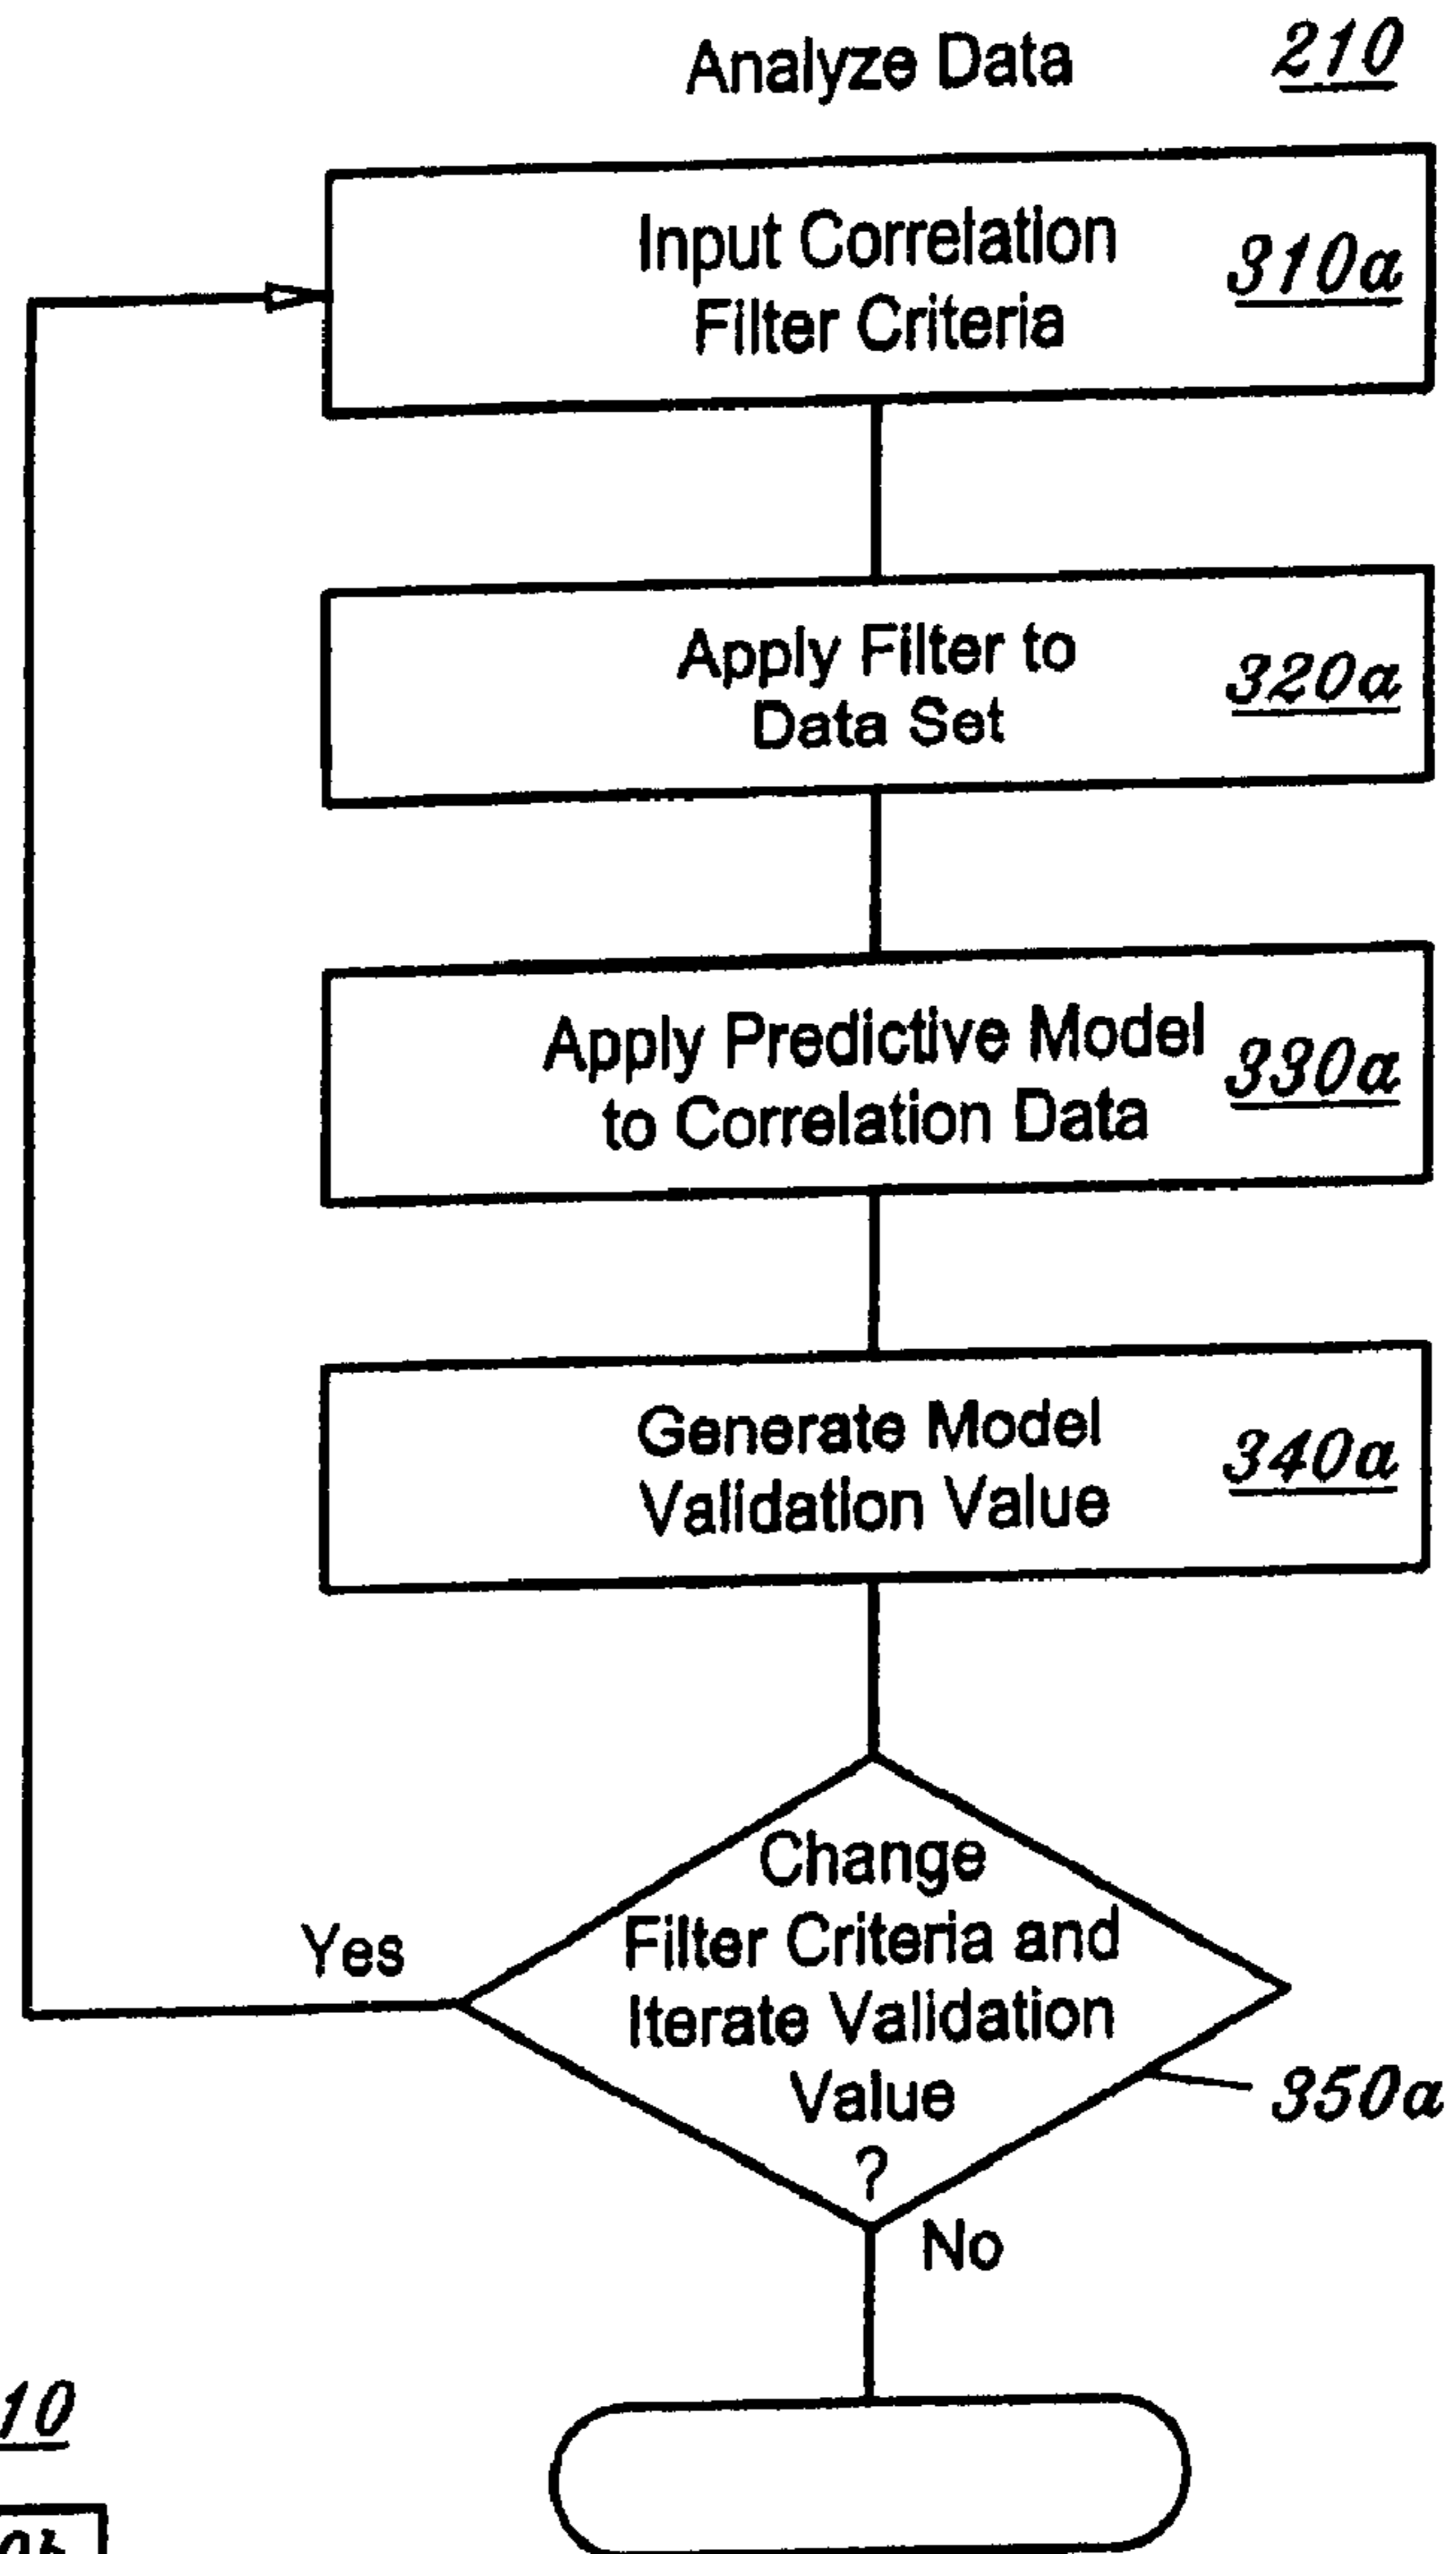 Analyze Data 210
Input Correlation
Filter Criteria
310a
Apply Filter to
Data Set
320a
Apply Predictive Model
to Correlation Data
330a
Generate Model
Validation Value
340a
Change
Filter Criteria and
Iterate Validation
Value
?
350a
Yes
No
10